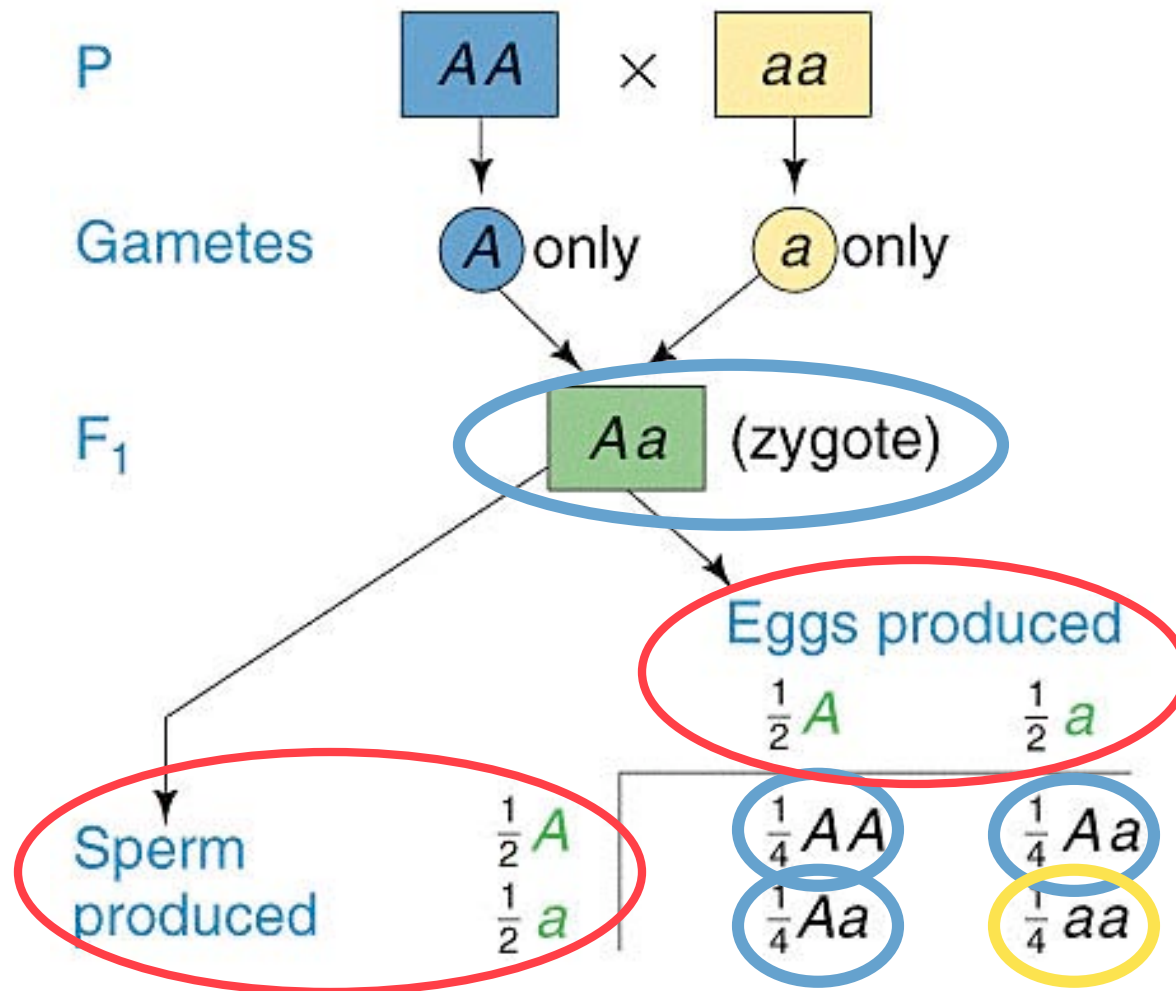 P AA × aa
Gametes A only a only
F₁ Aa (zygote)
Eggs produced
½ A ½ a
Sperm produced
½ A ¼ AA ¼ Aa
½ a ¼ Aa ¼ aa